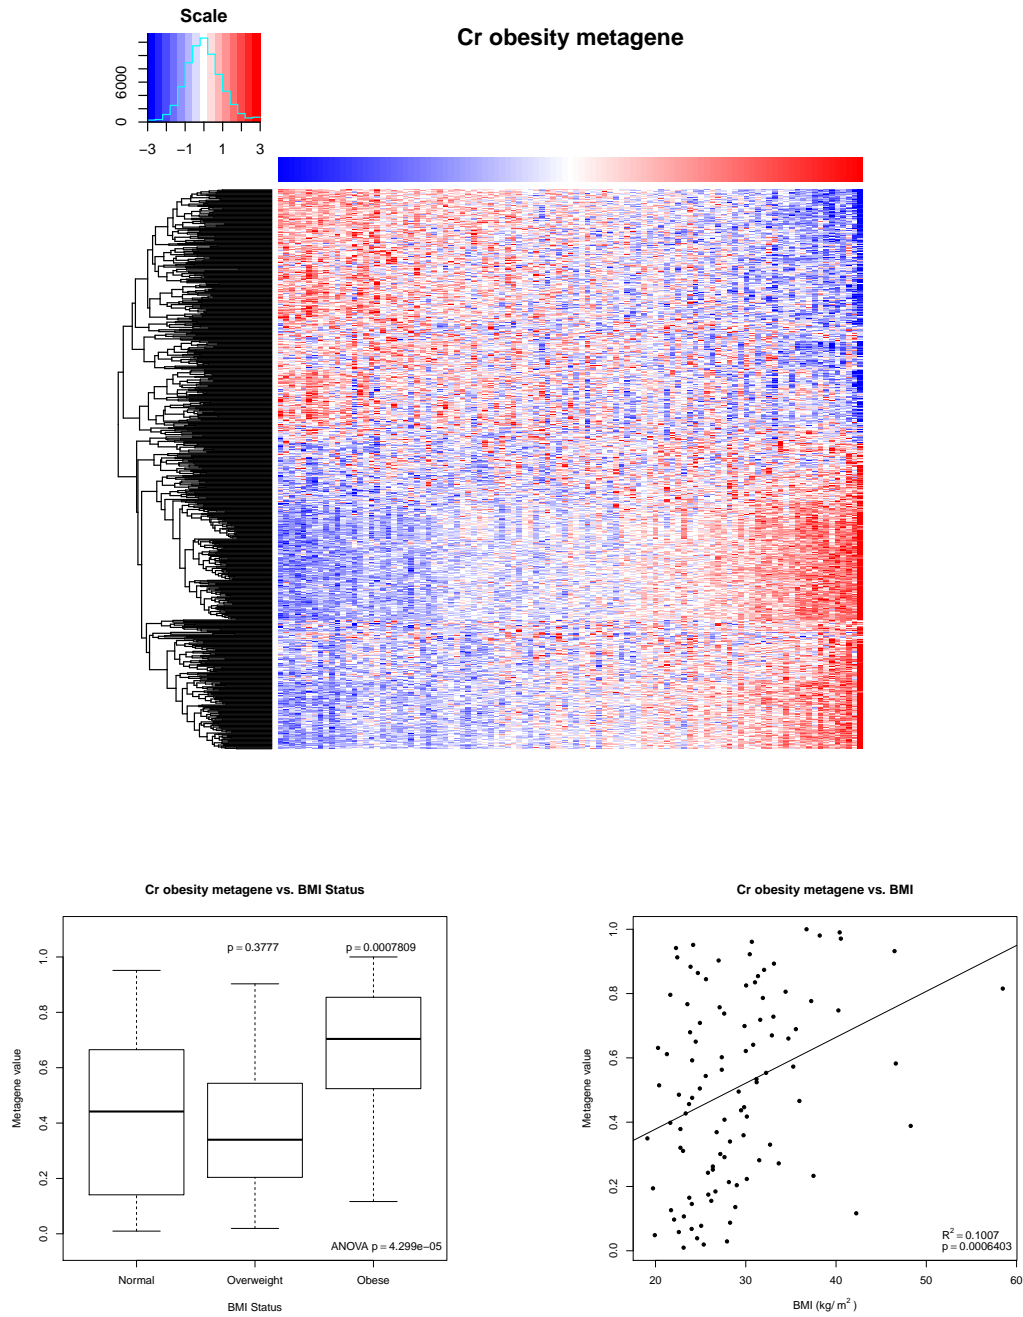 Scale
Cr obesity metagene
0 6000
−3 −1 1 3
Cr obesity metagene vs. BMI Status
p = 0.3777
p = 0.0007809
0.0 0.2 0.4 0.6 0.8 1.0
Metagene value
ANOVA p = 4.299e−05
Normal Overweight Obese
BMI Status
Cr obesity metagene vs. BMI
0.0 0.2 0.4 0.6 0.8 1.0
Metagene value
R² = 0.1007
p = 0.0006403
20 30 40 50 60
BMI (kg/ m²)